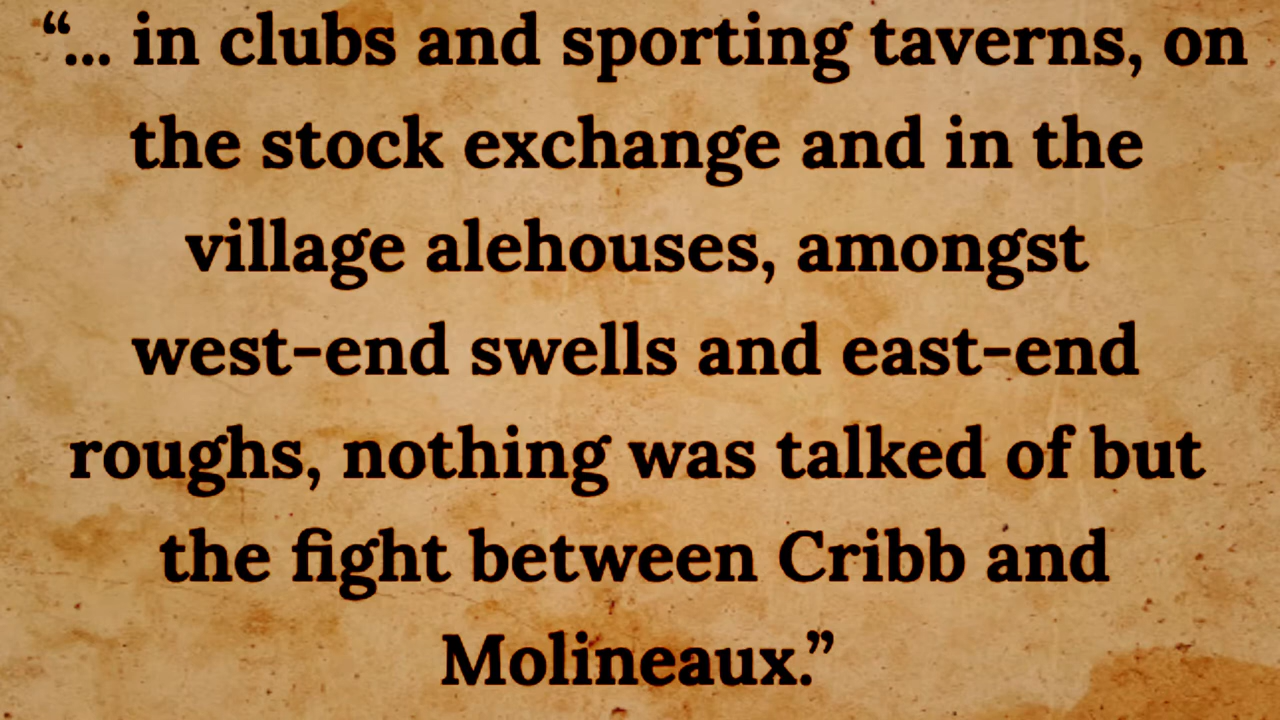 “... in clubs and sporting taverns, on
the stock exchange and in the
village alehouses, amongst
west-end swells and east-end
roughs, nothing was talked of but
the fight between Cribb and
Molineaux.”